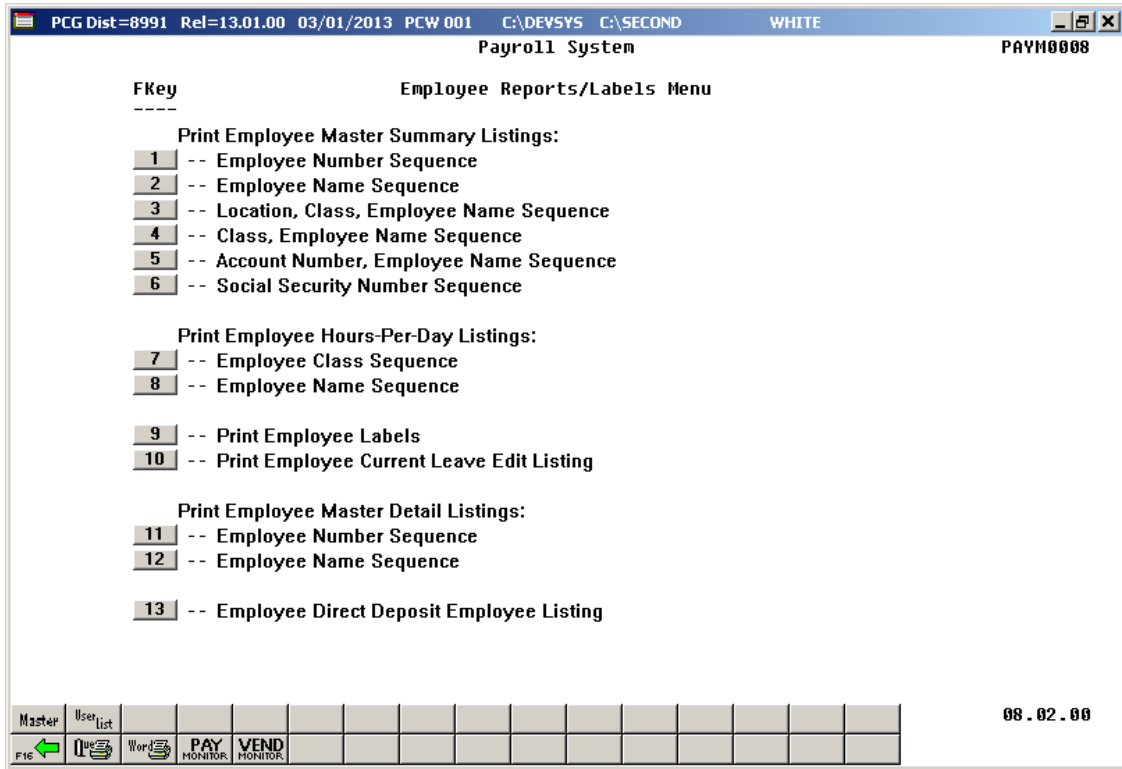 PCG Dist=8991 Rel=13.01.00 03/01/2013 PCW 001 C:\DEVSYS C:\SECOND WHITE
Payroll System PAYM0008
FKey Employee Reports/Labels Menu
----
Print Employee Master Summary Listings:
1 -- Employee Number Sequence
2 -- Employee Name Sequence
3 -- Location, Class, Employee Name Sequence
4 -- Class, Employee Name Sequence
5 -- Account Number, Employee Name Sequence
6 -- Social Security Number Sequence
Print Employee Hours-Per-Day Listings:
7 -- Employee Class Sequence
8 -- Employee Name Sequence
9 -- Print Employee Labels
10 -- Print Employee Current Leave Edit Listing
Print Employee Master Detail Listings:
11 -- Employee Number Sequence
12 -- Employee Name Sequence
13 -- Employee Direct Deposit Employee Listing
Master User List 08.02.00
F16 Que Word PAY MONITOR VEND MONITOR